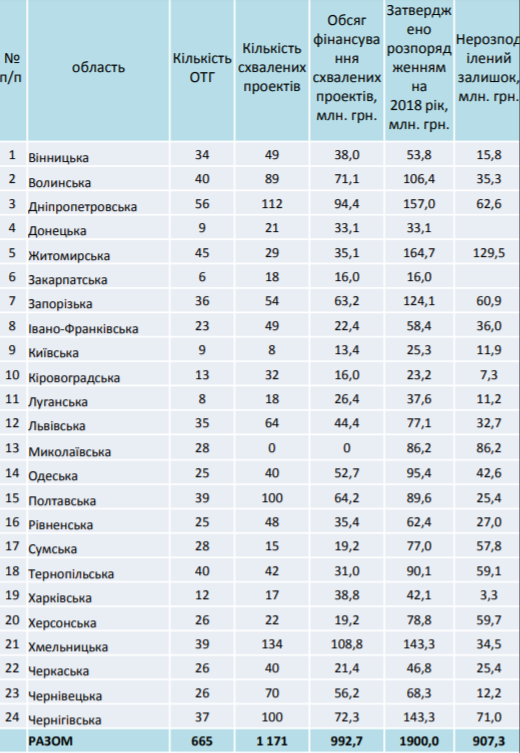 № п/п область Кількість ОТГ Кількість схвалених проектів Обсяг фінансува ння схвалених проектів, млн. грн. Затвердж ено розпоряд женням на 2018 рік, млн. грн. Нерозпод ілений залишок, млн. грн.
1 Вінницька 34 49 38,0 53,8 15,8
2 Волинська 40 89 71,1 106,4 35,3
3 Дніпропетровська 56 112 94,4 157,0 62,6
4 Донецька 9 21 33,1 33,1
5 Житомирська 45 29 35,1 164,7 129,5
6 Закарпатська 6 18 16,0 16,0
7 Запорізька 36 54 63,2 124,1 60,9
8 Івано-Франківська 23 49 22,4 58,4 36,0
9 Київська 9 8 13,4 25,3 11,9
10 Кіровоградська 13 32 16,0 23,2 7,3
11 Луганська 8 18 26,4 37,6 11,2
12 Львівська 35 64 44,4 77,1 32,7
13 Миколаївська 28 0 0 86,2 86,2
14 Одеська 25 40 52,7 95,4 42,6
15 Полтавська 39 100 64,2 89,6 25,4
16 Рівненська 25 48 35,4 62,4 27,0
17 Сумська 28 15 19,2 77,0 57,8
18 Тернопільська 40 42 31,0 90,1 59,1
19 Харківська 12 17 38,8 42,1 3,3
20 Херсонська 26 22 19,2 78,8 59,7
21 Хмельницька 39 134 108,8 143,3 34,5
22 Черкаська 26 40 21,4 46,8 25,4
23 Чернівецька 26 70 56,2 68,3 12,2
24 Чернігівська 37 100 72,3 143,3 71,0
РАЗОМ 665 1 171 992,7 1900,0 907,3